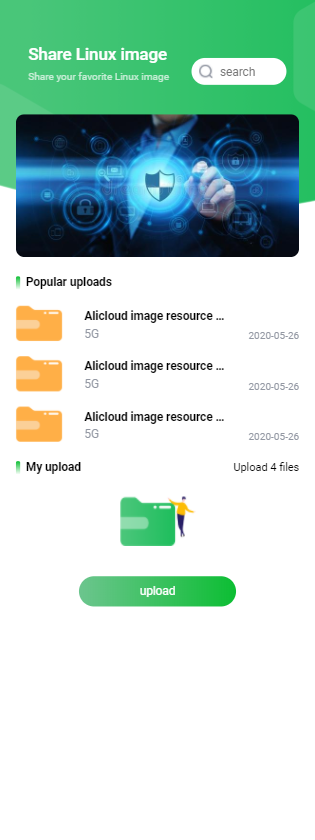 Share Linux image
Share your favorite Linux image
search
Popular uploads
Alicloud image resource ...
5G
2020-05-26
Alicloud image resource ...
5G
2020-05-26
Alicloud image resource ...
5G
2020-05-26
My upload
Upload 4 files
upload